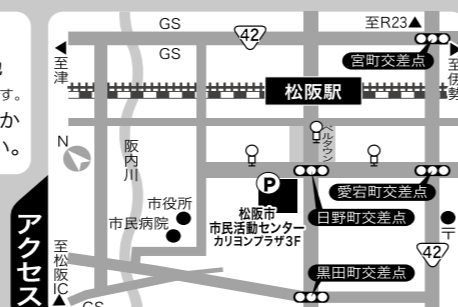 GS
42
至R23▲
GS
宮町交差点
至津
至伊勢
す。
か
い。
松阪駅
N
阪内川
ベルタウン
P
愛宕町交差点
市役所
市民病院
松阪市
市民活動センター
カリヨンプラザ3F
日野町交差点
〒
アクセス
至松阪IC
42
黒田町交差点
GS